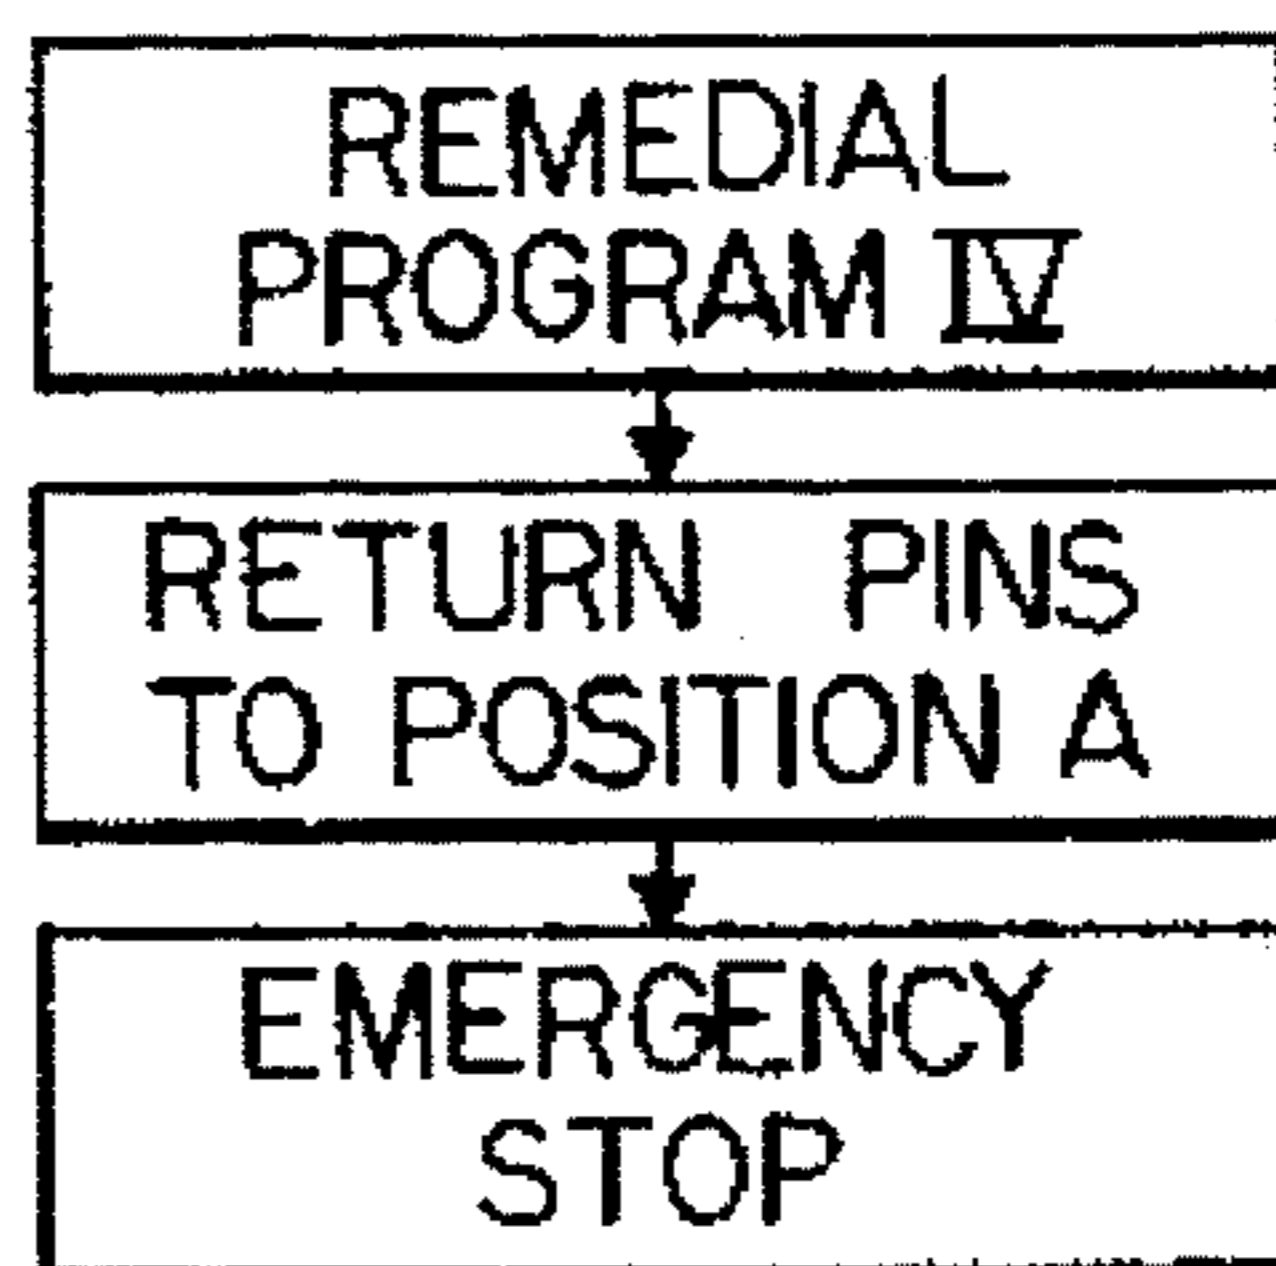 REMEDIAL
PROGRAM IV
RETURN PINS
TO POSITION A
EMERGENCY
STOP